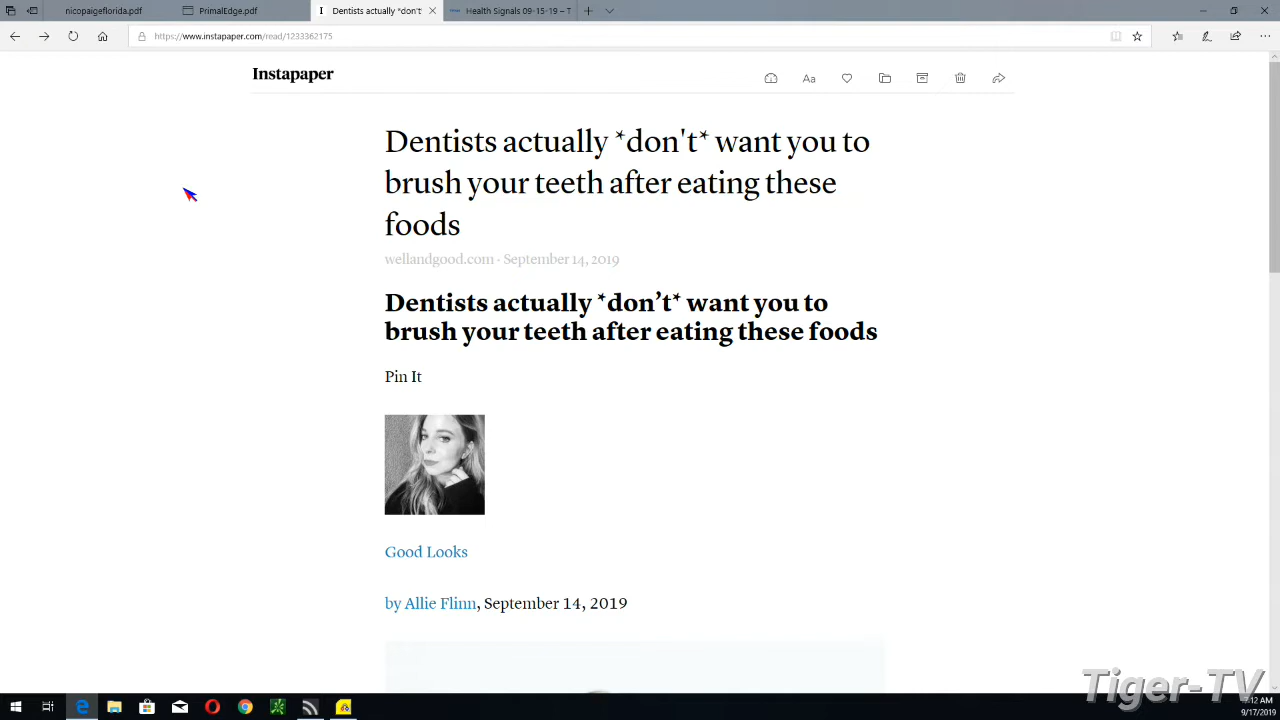 nicopaigeflorida.pdf
PrimalEdge.pdf
I Dentists actually *don't
Health Signals 09-15-19 – T
https://www.instapaper.com/read/1233362175
Instapaper
Aa
Dentists actually *don't* want you to
brush your teeth after eating these
foods
wellandgood.com · September 14, 2019
Dentists actually *don’t* want you to
brush your teeth after eating these foods
Pin It
Good Looks
by Allie Flinn, September 14, 2019
Tiger-TV
:12 AM
9/17/2019